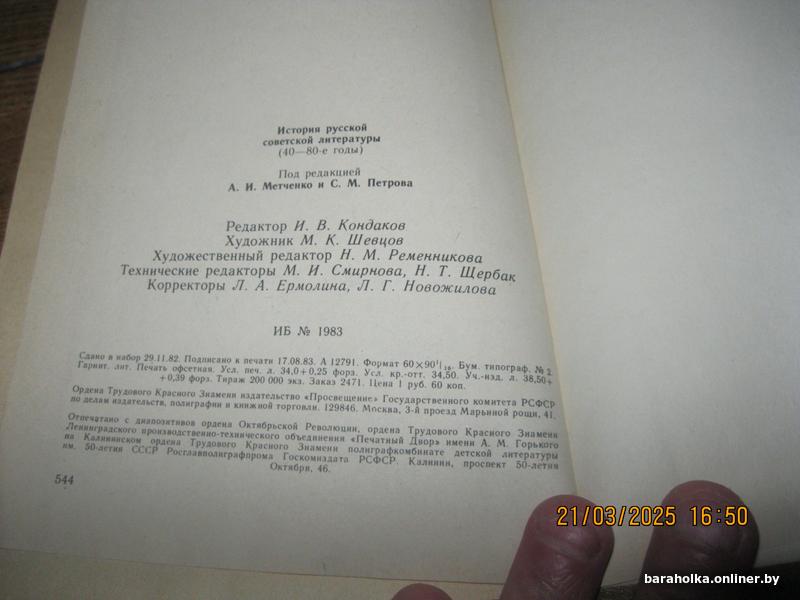 История русской
советской литературы
(40—80-е годы)
Под редакцией
А. И. Метченко и С. М. Петрова
Редактор И. В. Кондаков
Художник М. К. Шевцов
Художественный редактор Н. М. Ременникова
Технические редакторы М. И. Смирнова, Н. Т. Щербак
Корректоры Л. А. Ермолина, Л. Г. Новожилова
ИБ № 1983
Сдано в набор 29.11.82. Подписано к печати 17.08.83. А 12791. Формат 60×90¹/₁₆. Бум. типограф. № 2.
Гарнит. лит. Печать офсетная. Усл. печ. л. 34,0+0,25 форз. Усл. кр.-отт. 34,50. Уч.-изд. л. 38,50+
+0,39 форз. Тираж 200 000 экз. Заказ 2471. Цена 1 руб. 60 коп.
Ордена Трудового Красного Знамени издательство «Просвещение» Государственного комитета РСФСР
по делам издательств, полиграфии и книжной торговли. 129846. Москва, 3-й проезд Марьиной рощи, 41.
Отпечатано с диапозитивов ордена Октябрьской Революции, ордена Трудового Красного Знамени
Ленинградского производственно-технического объединения «Печатный Двор» имени А. М. Горького
на Калининском ордена Трудового Красного Знамени полиграфкомбинате детской литературы
им. 50-летия СССР Росглавполиграфпрома Госкомиздата РСФСР. Калинин, проспект 50-летия
Октября, 46.
544
21/03/2025 16:50
baraholka.onliner.by